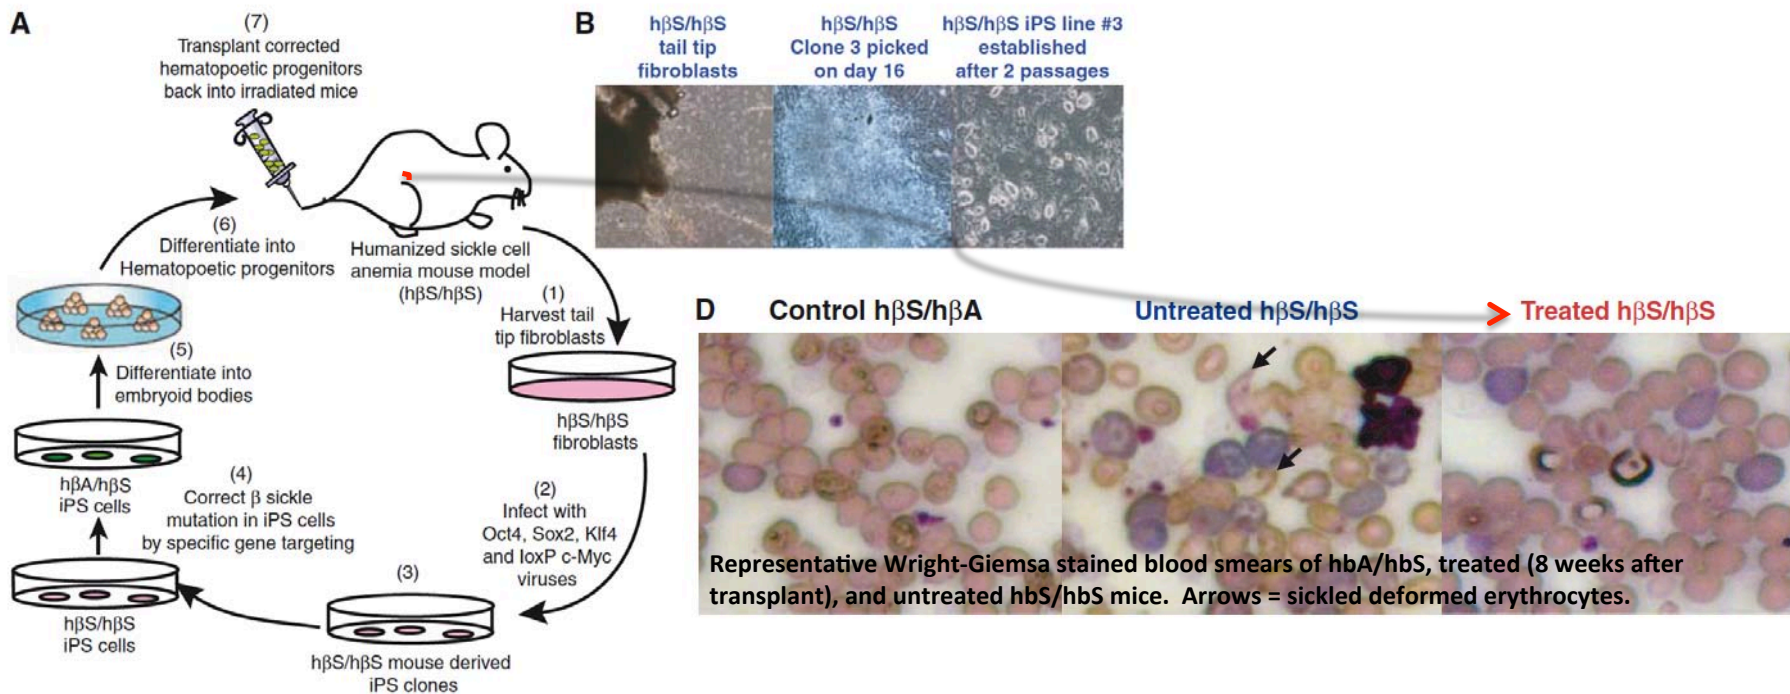 A
(7)
Transplant corrected
hematopoetic progenitors
back into irradiated mice
(6)
Differentiate into
Hematopoetic progenitors
Humanized sickle cell
anemia mouse model
(hβS/hβS)
(1)
Harvest tail
tip fibroblasts
(5)
Differentiate into
embryoid bodies
hβS/hβS
fibroblasts
hβA/hβS
iPS cells
(4)
Correct β sickle
mutation in iPS cells
by specific gene targeting
(2)
Infect with
Oct4, Sox2, Klf4
and loxP c-Myc
viruses
(3)
hβS/hβS
iPS cells
hβS/hβS mouse derived
iPS clones
B
hβS/hβS
tail tip
fibroblasts
hβS/hβS
Clone 3 picked
on day 16
hβS/hβS iPS line #3
established
after 2 passages
D
Control hβS/hβA
Untreated hβS/hβS
Treated hβS/hβS
Representative Wright-Giemsa stained blood smears of hbA/hbS, treated (8 weeks after
transplant), and untreated hbS/hbS mice. Arrows = sickled deformed erythrocytes.